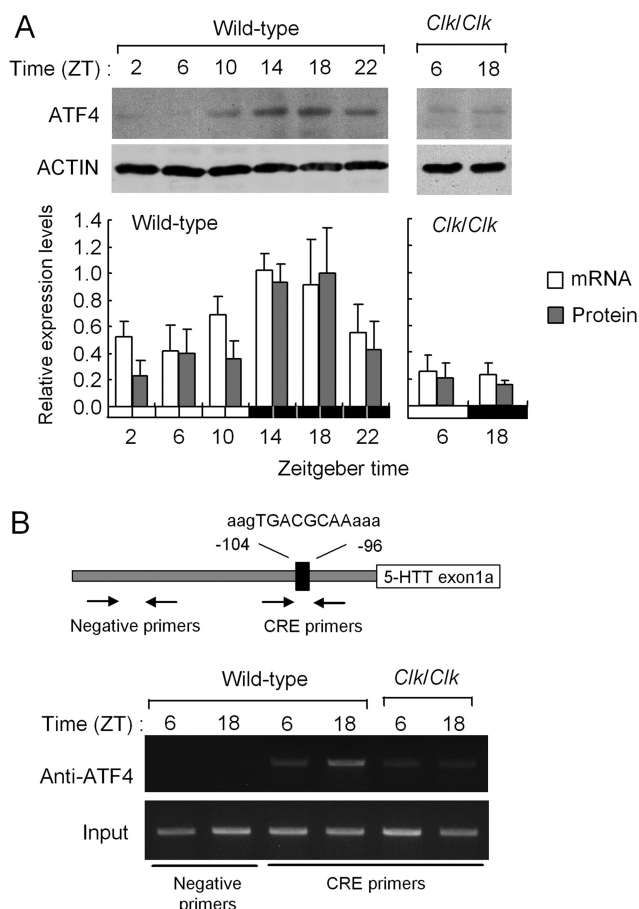 A
Wild-type
Clk/Clk
Time (ZT) : 2 6 10 14 18 22 6 18
ATF4
ACTIN
Relative expression levels
1.4
1.2
1.0
0.8
0.6
0.4
0.2
0.0
Wild-type
Clk/Clk
mRNA
Protein
2 6 10 14 18 22 6 18
Zeitgeber time
B
aagTGACGCAAaaa
-104 -96
5-HTT exon1a
Negative primers CRE primers
Wild-type Clk/Clk
Time (ZT) : 6 18 6 18 6 18
Anti-ATF4
Input
Negative primers
CRE primers